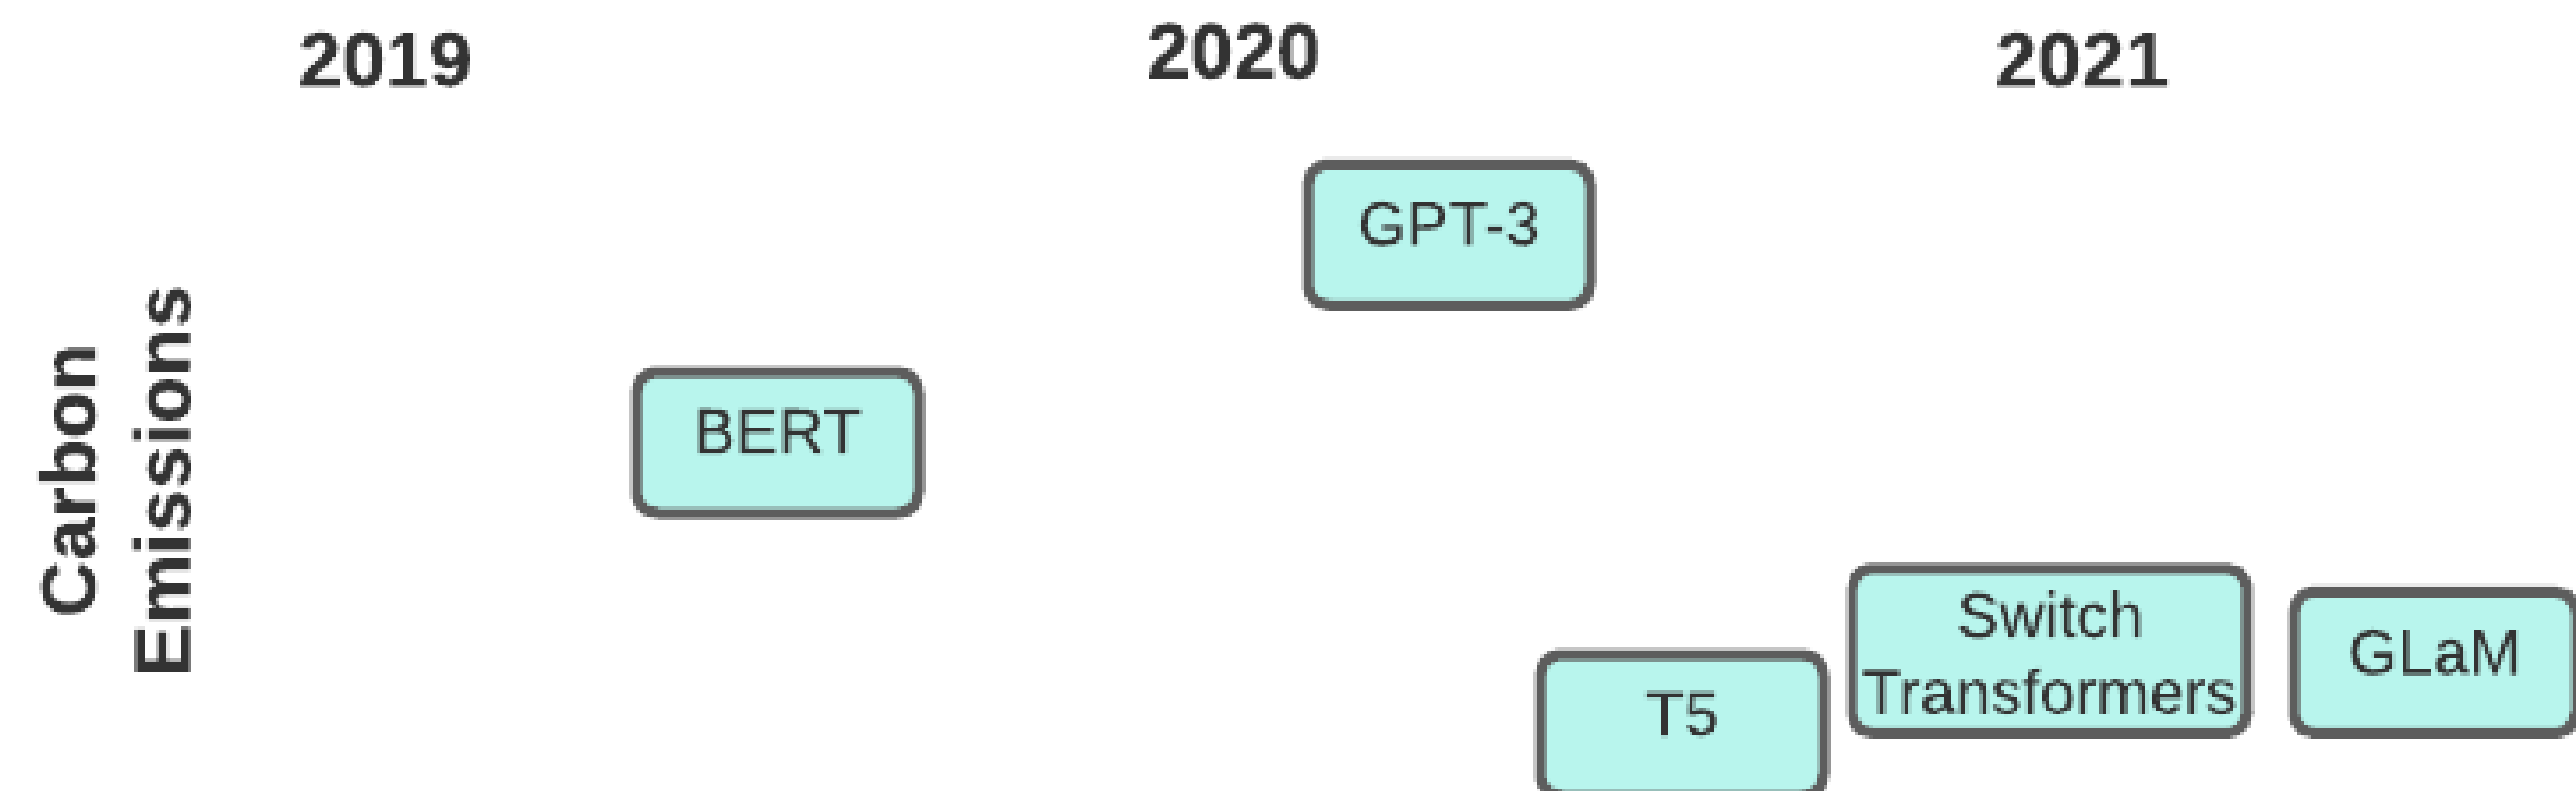 2019
2020
2021
Carbon
Emissions
GPT-3
BERT
T5
Switch
Transformers
GLaM